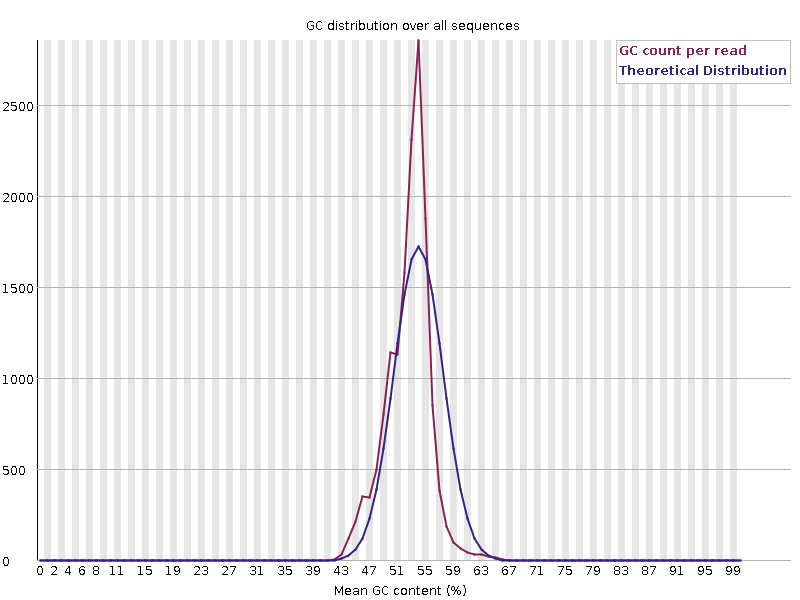 GC distribution over all sequences
GC count per read
Theoretical Distribution
2500
2000
1500
1000
500
0
0 2 4 6 8 11 15 19 23 27 31 35 39 43 47 51 55 59 63 67 71 75 79 83 87 91 95 99
Mean GC content (%)